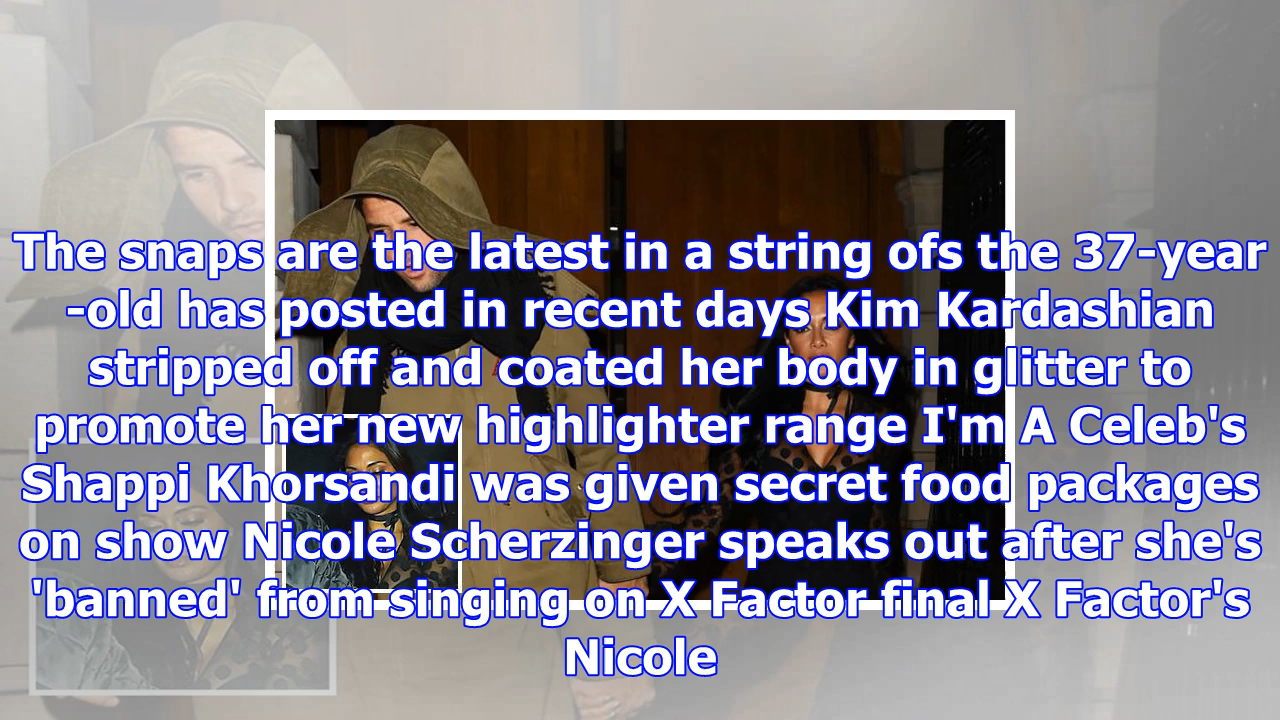 The snaps are the latest in a string ofs the 37-year
-old has posted in recent days Kim Kardashian
stripped off and coated her body in glitter to
promote her new highlighter range I'm A Celeb's
Shappi Khorsandi was given secret food packages
on show Nicole Scherzinger speaks out after she's
'banned' from singing on X Factor final X Factor's
Nicole